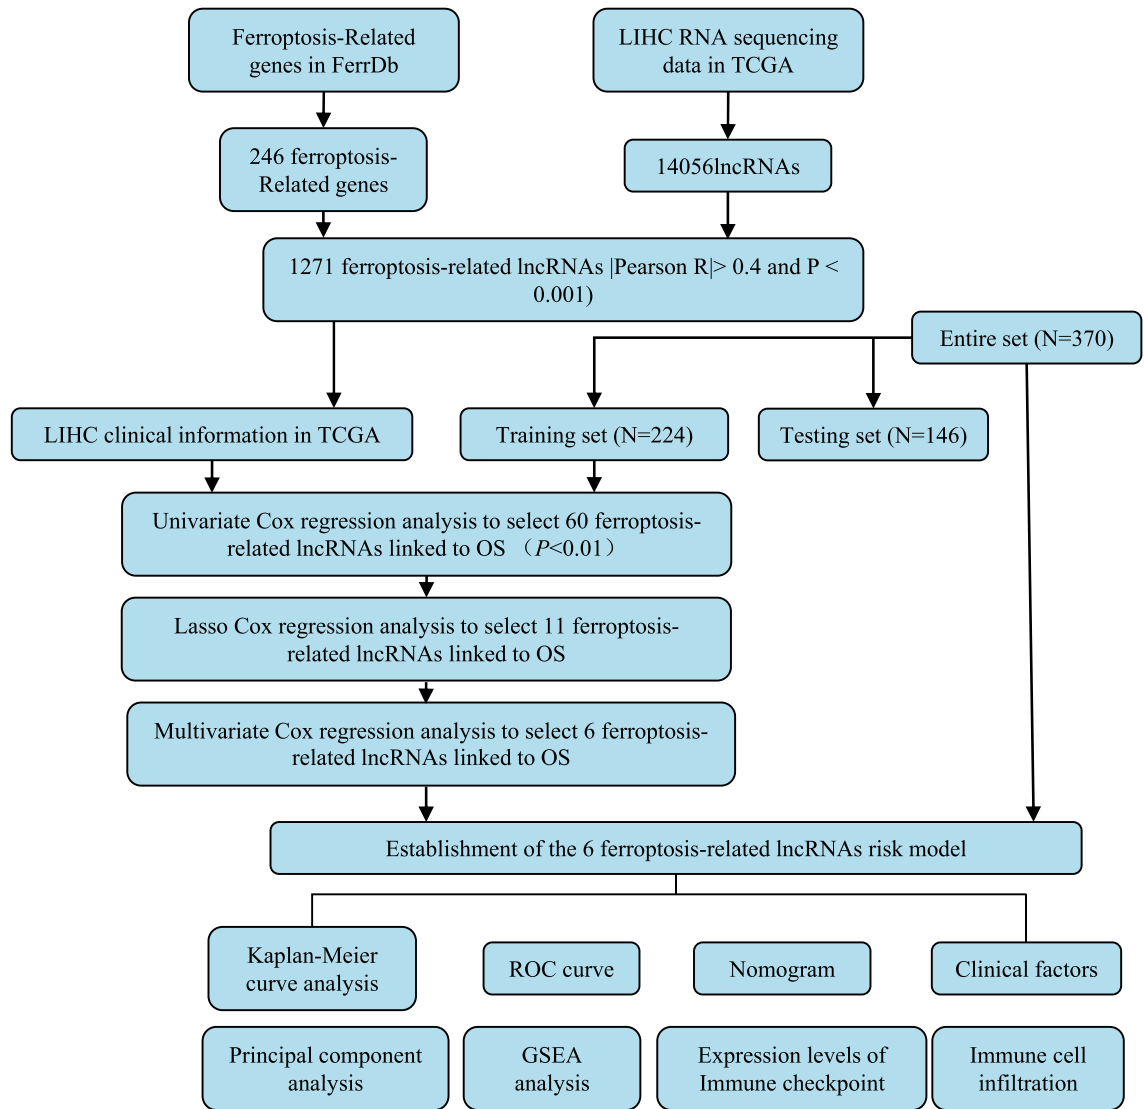 Ferroptosis-Related
genes in FerrDb
LIHC RNA sequencing
data in TCGA
246 ferroptosis-
Related genes
14056lncRNAs
1271 ferroptosis-related lncRNAs |Pearson R|> 0.4 and P <
0.001)
Entire set (N=370)
LIHC clinical information in TCGA
Training set (N=224)
Testing set (N=146)
Univariate Cox regression analysis to select 60 ferroptosis-
related lncRNAs linked to OS （P<0.01）
Lasso Cox regression analysis to select 11 ferroptosis-
related lncRNAs linked to OS
Multivariate Cox regression analysis to select 6 ferroptosis-
related lncRNAs linked to OS
Establishment of the 6 ferroptosis-related lncRNAs risk model
Kaplan-Meier
curve analysis
ROC curve
Nomogram
Clinical factors
Principal component
analysis
GSEA
analysis
Expression levels of
Immune checkpoint
Immune cell
infiltration